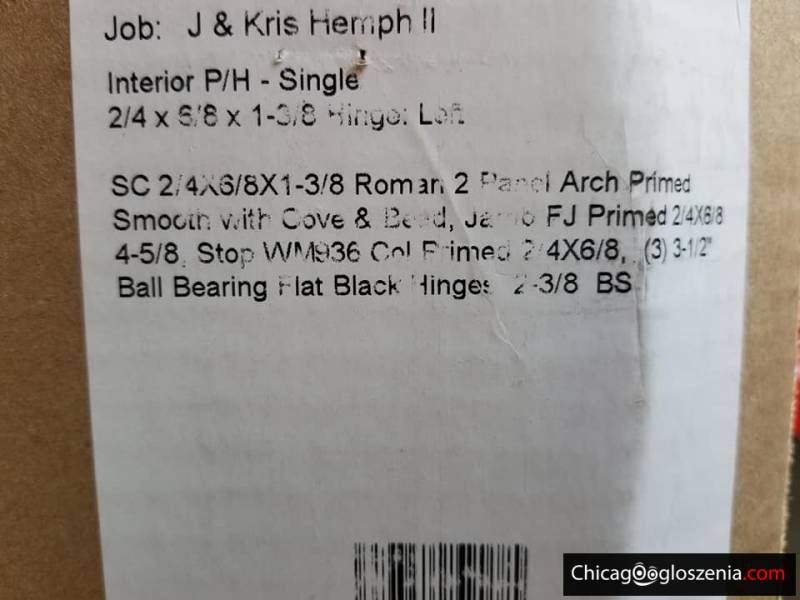 Job: J & Kris Hemph ll
Interior P/H - Single
2/4 x 6/8 x 1-3/8 Hinge: Left
SC 2/4X6/8X1-3/8 Roman 2 Panel Arch Primed
Smooth with Cove & Bead, Jamb FJ Primed 2/4X6/8
4-5/8, Stop WM936 Col Primed 2/4X6/8, (3) 3-1/2"
Ball Bearing Flat Black Hinges 2-3/8 BS
ChicagOogloszenia.com